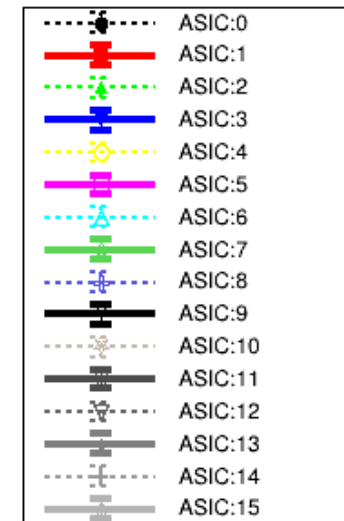 ASIC:0
ASIC:1
ASIC:2
ASIC:3
ASIC:4
ASIC:5
ASIC:6
ASIC:7
ASIC:8
ASIC:9
ASIC:10
ASIC:11
ASIC:12
ASIC:13
ASIC:14
ASIC:15